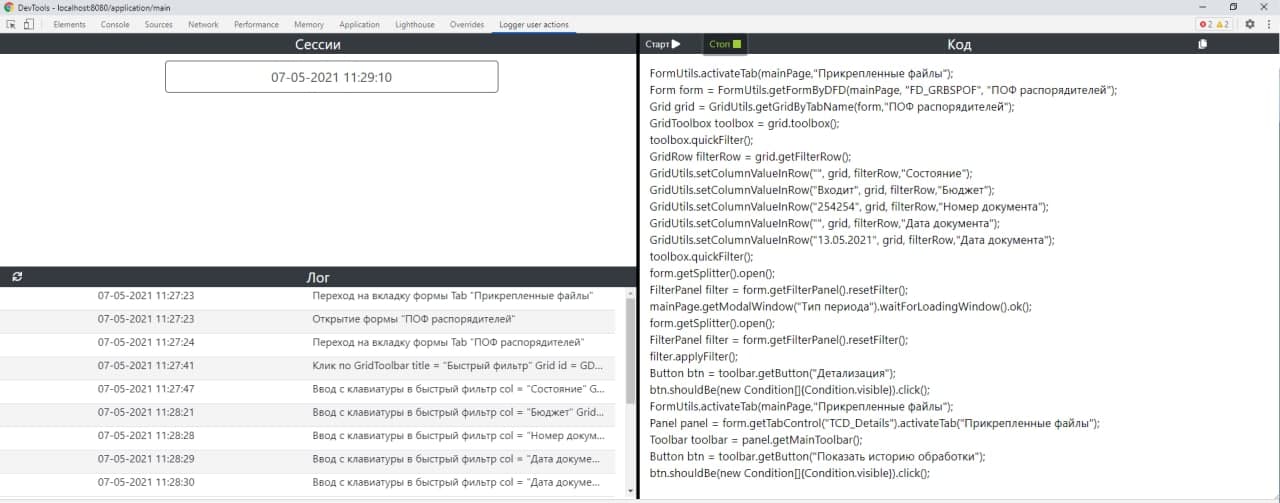 DevTools - localhost:8080/application/main
Elements Console Sources Network Performance Memory Application Lighthouse Overrides Logger user actions 2 2
Сессии
07-05-2021 11:29:10
Лог
07-05-2021 11:27:23 Переход на вкладку формы Tab "Прикрепленные файлы"
07-05-2021 11:27:23 Открытие формы "ПОФ распорядителей"
07-05-2021 11:27:24 Переход на вкладку формы Tab "ПОФ распорядителей"
07-05-2021 11:27:41 Клик по GridToolbar title = "Быстрый фильтр" Grid id = GD...
07-05-2021 11:27:47 Ввод с клавиатуры в быстрый фильтр col = "Состояние" G...
07-05-2021 11:28:21 Ввод с клавиатуры в быстрый фильтр col = "Бюджет" Grid...
07-05-2021 11:28:28 Ввод с клавиатуры в быстрый фильтр col = "Номер докум...
07-05-2021 11:28:29 Ввод с клавиатуры в быстрый фильтр col = "Дата докуме...
07-05-2021 11:28:30 Ввод с клавиатуры в быстрый фильтр col = "Дата докуме...
Старт Стоп Код
FormUtils.activateTab(mainPage,"Прикрепленные файлы");
Form form = FormUtils.getFormByDFD(mainPage, "FD_GRBSPOF", "ПОФ распорядителей");
Grid grid = GridUtils.getGridByTabName(form,"ПОФ распорядителей");
GridToolbox toolbox = grid.toolbox();
toolbox.quickFilter();
GridRow filterRow = grid.getFilterRow();
GridUtils.setColumnValueInRow("", grid, filterRow,"Состояние");
GridUtils.setColumnValueInRow("Входит", grid, filterRow,"Бюджет");
GridUtils.setColumnValueInRow("254254", grid, filterRow,"Номер документа");
GridUtils.setColumnValueInRow("", grid, filterRow,"Дата документа");
GridUtils.setColumnValueInRow("13.05.2021", grid, filterRow,"Дата документа");
toolbox.quickFilter();
form.getSplitter().open();
FilterPanel filter = form.getFilterPanel().resetFilter();
mainPage.getModalWindow("Тип периода").waitForLoadingWindow().ok();
form.getSplitter().open();
FilterPanel filter = form.getFilterPanel().resetFilter();
filter.applyFilter();
Button btn = toolbar.getButton("Детализация");
btn.shouldBe(new Condition[]{Condition.visible}).click();
FormUtils.activateTab(mainPage,"Прикрепленные файлы");
Panel panel = form.getTabControl("TCD_Details").activateTab("Прикрепленные файлы");
Toolbar toolbar = panel.getMainToolbar();
Button btn = toolbar.getButton("Показать историю обработки");
btn.shouldBe(new Condition[]{Condition.visible}).click();